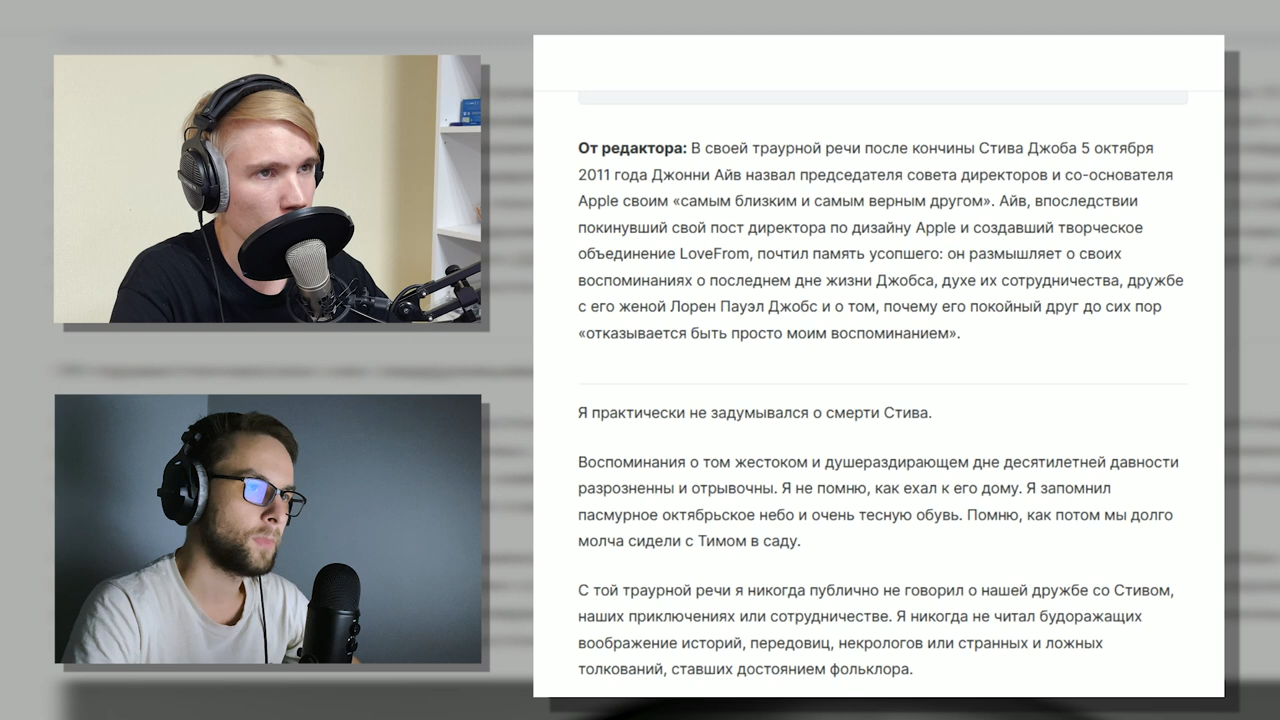 От редактора: В своей траурной речи после кончины Стива Джоба 5 октября
2011 года Джонни Айв назвал председателя совета директоров и со-основателя
Apple своим «самым близким и самым верным другом». Айв, впоследствии
покинувший свой пост директора по дизайну Apple и создавший творческое
объединение LoveFrom, почтил память усопшего: он размышляет о своих
воспоминаниях о последнем дне жизни Джобса, духе их сотрудничества, дружбе
с его женой Лорен Пауэл Джобс и о том, почему его покойный друг до сих пор
«отказывается быть просто моим воспоминанием».
Я практически не задумывался о смерти Стива.
Воспоминания о том жестоком и душераздирающем дне десятилетней давности
разрозненны и отрывочны. Я не помню, как ехал к его дому. Я запомнил
пасмурное октябрьское небо и очень тесную обувь. Помню, как потом мы долго
молча сидели с Тимом в саду.
С той траурной речи я никогда публично не говорил о нашей дружбе со Стивом,
наших приключениях или сотрудничестве. Я никогда не читал будоражащих
воображение историй, передовиц, некрологов или странных и ложных
толкований, ставших достоянием фольклора.